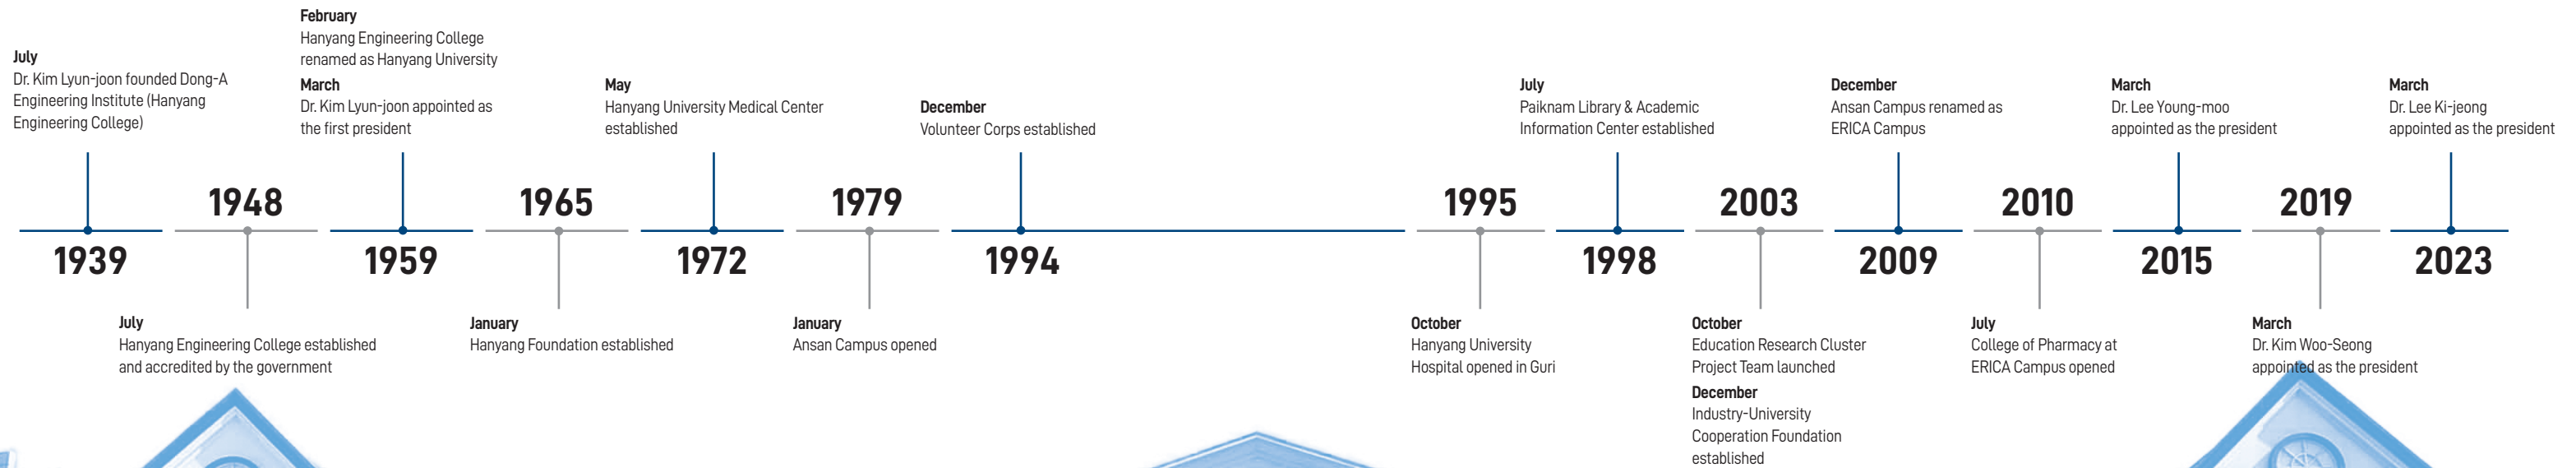 July
Dr. Kim Lyun-joon founded Dong-A
Engineering Institute (Hanyang
Engineering College)
1939
1948
July
Hanyang Engineering College established
and accredited by the government
February
Hanyang Engineering College
renamed as Hanyang University
March
Dr. Kim Lyun-joon appointed as
the first president
1959
1965
January
Hanyang Foundation established
May
Hanyang University Medical Center
established
1972
1979
January
Ansan Campus opened
December
Volunteer Corps established
1994
1995
October
Hanyang University
Hospital opened in Guri
July
Paiknam Library & Academic
Information Center established
1998
2003
October
Education Research Cluster
Project Team launched
December
Industry-University
Cooperation Foundation
established
December
Ansan Campus renamed as
ERICA Campus
2009
2010
July
College of Pharmacy at
ERICA Campus opened
March
Dr. Lee Young-moo
appointed as the president
2015
2019
March
Dr. Kim Woo-Seong
appointed as the president
March
Dr. Lee Ki-jeong
appointed as the president
2023